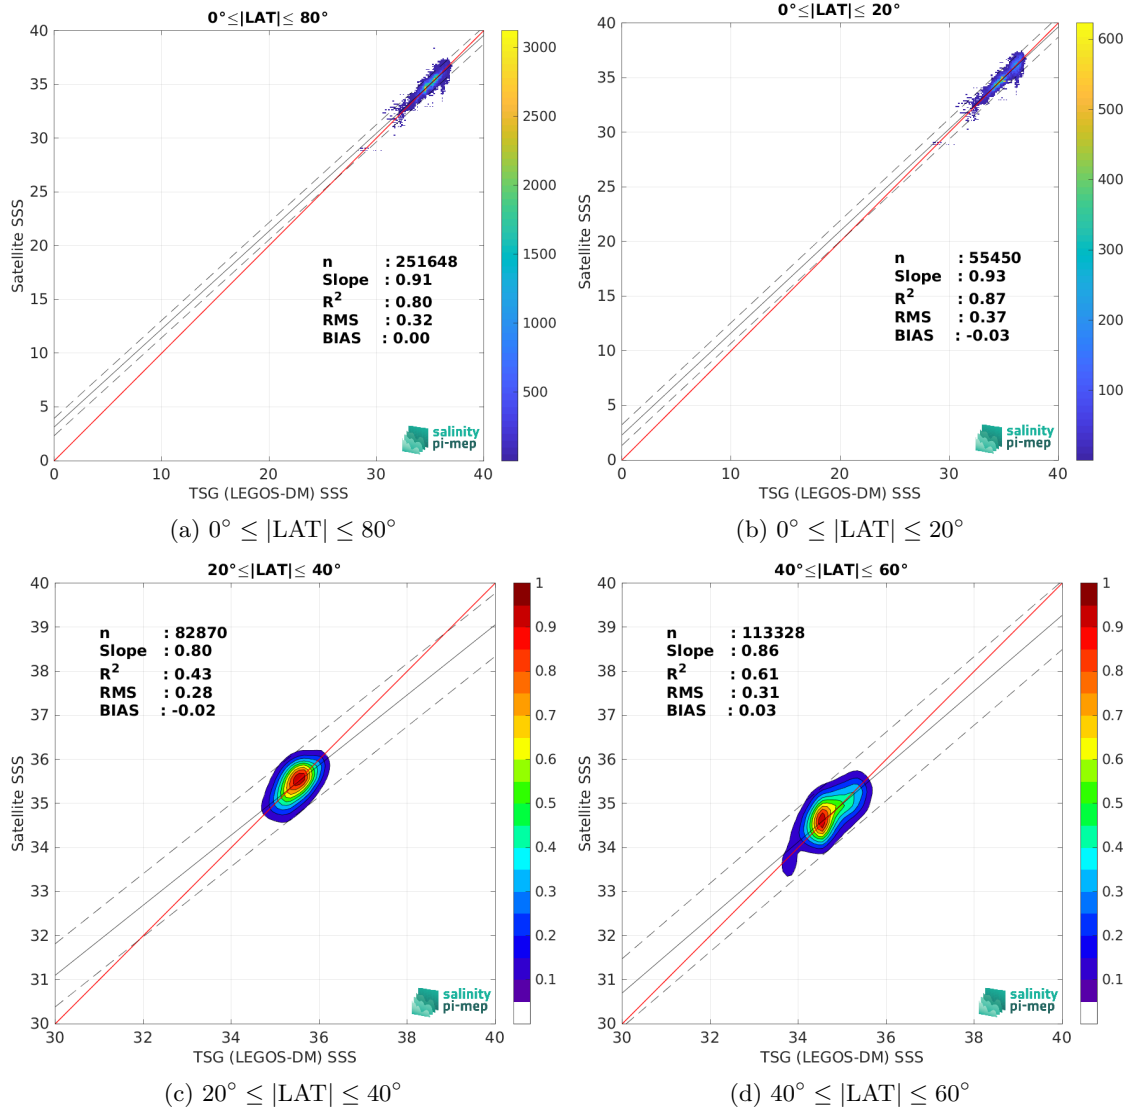 0°≤|LAT|≤ 80°
40
35
30
25
20
15
10
5
0
0
10
20
30
40
Satellite SSS
TSG (LEGOS-DM) SSS
n : 251648
Slope : 0.91
R² : 0.80
RMS : 0.32
BIAS : 0.00
3000
2500
2000
1500
1000
500
salinity
pi-mep
(a) 0° ≤ |LAT| ≤ 80°
0°≤|LAT|≤ 20°
40
35
30
25
20
15
10
5
0
0
10
20
30
40
Satellite SSS
TSG (LEGOS-DM) SSS
n : 55450
Slope : 0.93
R² : 0.87
RMS : 0.37
BIAS : -0.03
600
500
400
300
200
100
salinity
pi-mep
(b) 0° ≤ |LAT| ≤ 20°
20°≤|LAT|≤ 40°
40
39
38
37
36
35
34
33
32
31
30
30
32
34
36
38
40
Satellite SSS
TSG (LEGOS-DM) SSS
n : 82870
Slope : 0.80
R² : 0.43
RMS : 0.28
BIAS : -0.02
1
0.9
0.8
0.7
0.6
0.5
0.4
0.3
0.2
0.1
salinity
pi-mep
(c) 20° ≤ |LAT| ≤ 40°
40°≤|LAT|≤ 60°
40
39
38
37
36
35
34
33
32
31
30
30
32
34
36
38
40
Satellite SSS
TSG (LEGOS-DM) SSS
n : 113328
Slope : 0.86
R² : 0.61
RMS : 0.31
BIAS : 0.03
1
0.9
0.8
0.7
0.6
0.5
0.4
0.3
0.2
0.1
salinity
pi-mep
(d) 40° ≤ |LAT| ≤ 60°